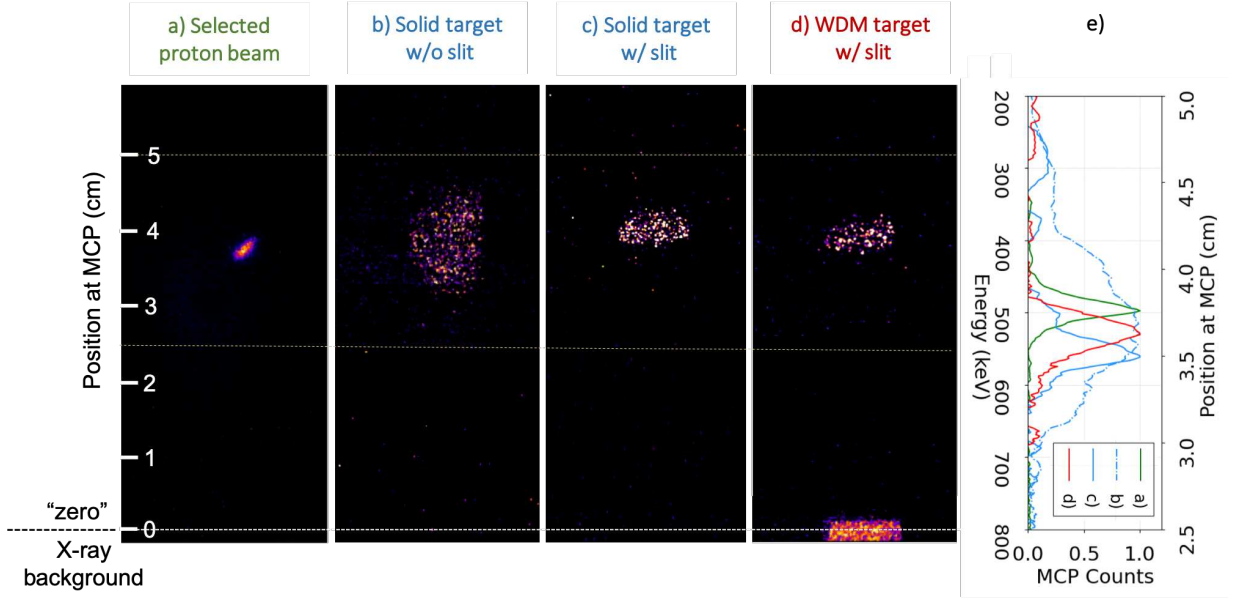 a) Selected
proton beam
b) Solid target
w/o slit
c) Solid target
w/ slit
d) WDM target
w/ slit
e)
Position at MCP (cm)
5
4
3
2
1
0
"zero"
X-ray
background
200
300
400
500
600
700
800
Energy (keV)
0.0
0.5
1.0
MCP Counts
5.0
4.5
4.0
3.5
3.0
2.5
Position at MCP (cm)
a)
b)
c)
d)